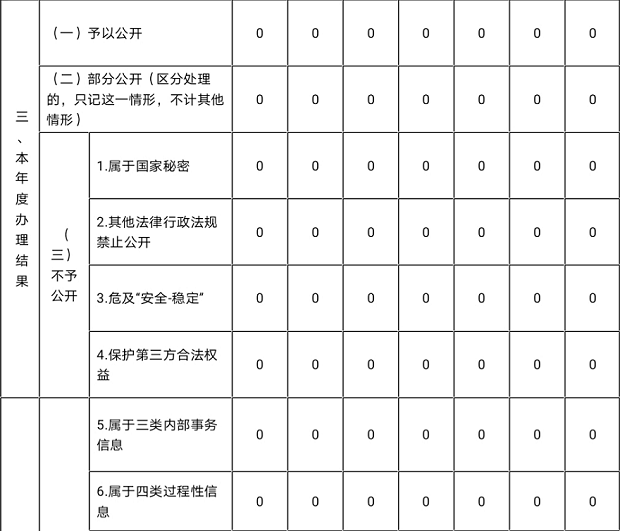 三、本年度办理结果
（一）予以公开 0 0 0 0 0 0 0
（二）部分公开（区分处理
的，只记这一情形，不计其他
情形） 0 0 0 0 0 0 0
（三）不予公开
1.属于国家秘密 0 0 0 0 0 0 0
2.其他法律行政法规
禁止公开 0 0 0 0 0 0 0
3.危及“安全-稳定” 0 0 0 0 0 0 0
4.保护第三方合法权
益 0 0 0 0 0 0 0
5.属于三类内部事务
信息 0 0 0 0 0 0 0
6.属于四类过程性信
息 0 0 0 0 0 0 0